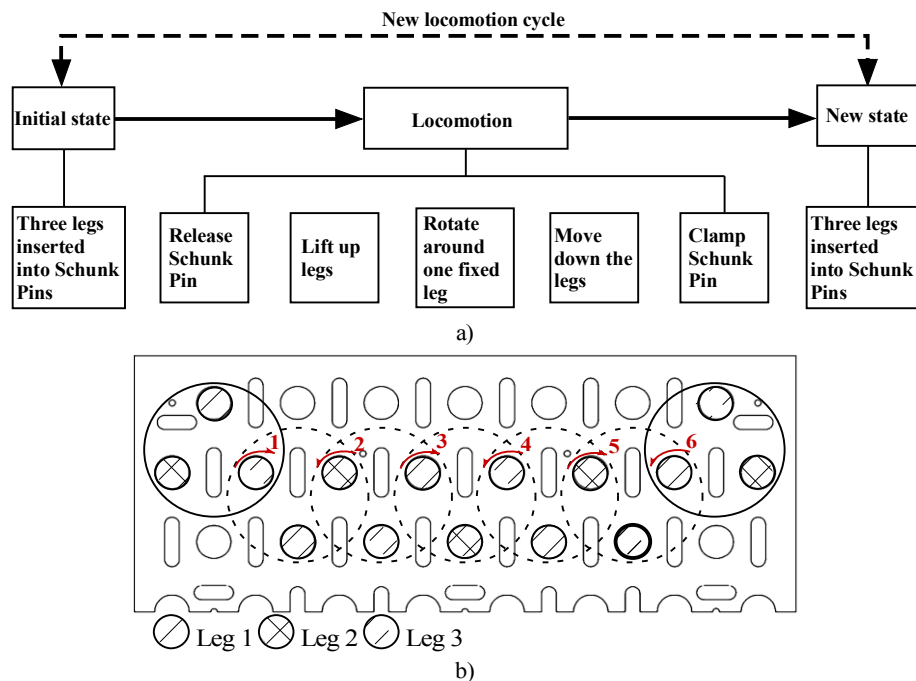 New locomotion cycle
Initial state
Locomotion
New state
Three legs
inserted
into Schunk
Pins
Release
Schunk
Pin
Lift up
legs
Rotate
around
one fixed
leg
Move
down the
legs
Clamp
Schunk
Pin
Three legs
inserted
into Schunk
Pins
a)
1 2 3 4 5 6
Leg 1 Leg 2 Leg 3
b)